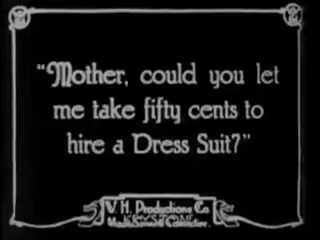 "Mother, could you let
me take fifty cents to
hire a Dress Suit?"
V. H. Productions Co